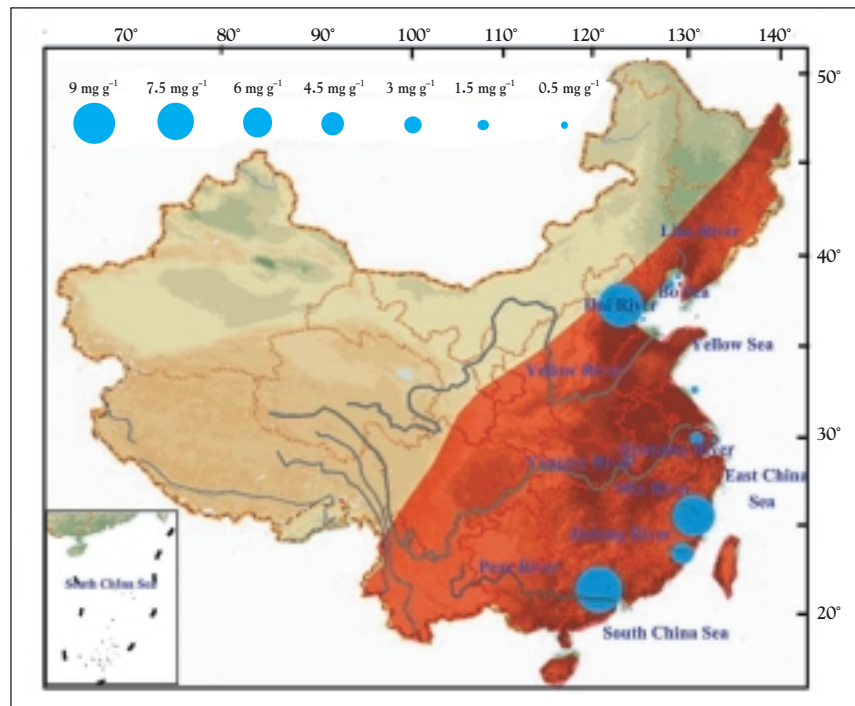 70° 80° 90° 100° 110° 120° 130° 140°
50°
9 mg g⁻¹ 7.5 mg g⁻¹ 6 mg g⁻¹ 4.5 mg g⁻¹ 3 mg g⁻¹ 1.5 mg g⁻¹ 0.5 mg g⁻¹
River
40°
Bo Sea
River
Yellow Sea
Yellow River
30°
River
Yangtze River
East China
Sea
River
River
South China Sea
River
20°
South China Sea